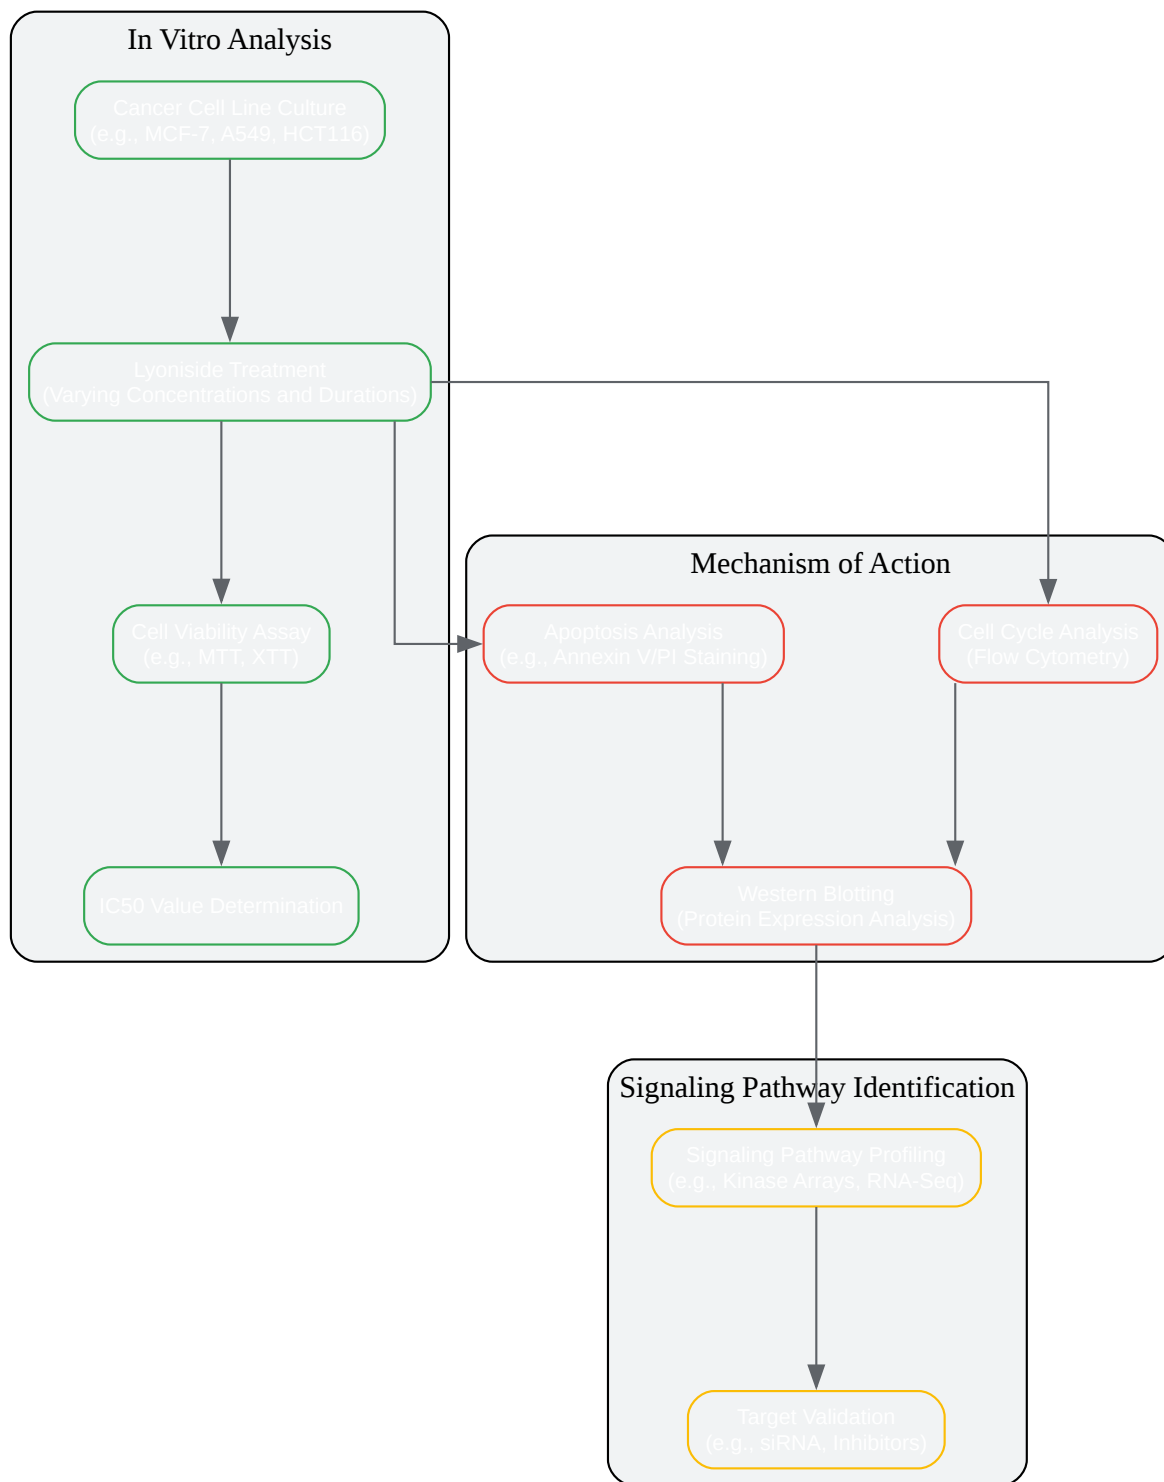 In Vitro Analysis
Cancer Cell Line Culture
(e.g., MCF-7, A549, HCT116)
Lyoniside Treatment
(Varying Concentrations and Durations)
Cell Viability Assay
(e.g., MTT, XTT)
IC50 Value Determination
Mechanism of Action
Apoptosis Analysis
(e.g., Annexin V/PI Staining)
Cell Cycle Analysis
(Flow Cytometry)
Western Blotting
(Protein Expression Analysis)
Signaling Pathway Identification
Signaling Pathway Profiling
(e.g., Kinase Arrays, RNA-Seq)
Target Validation
(e.g., siRNA, Inhibitors)